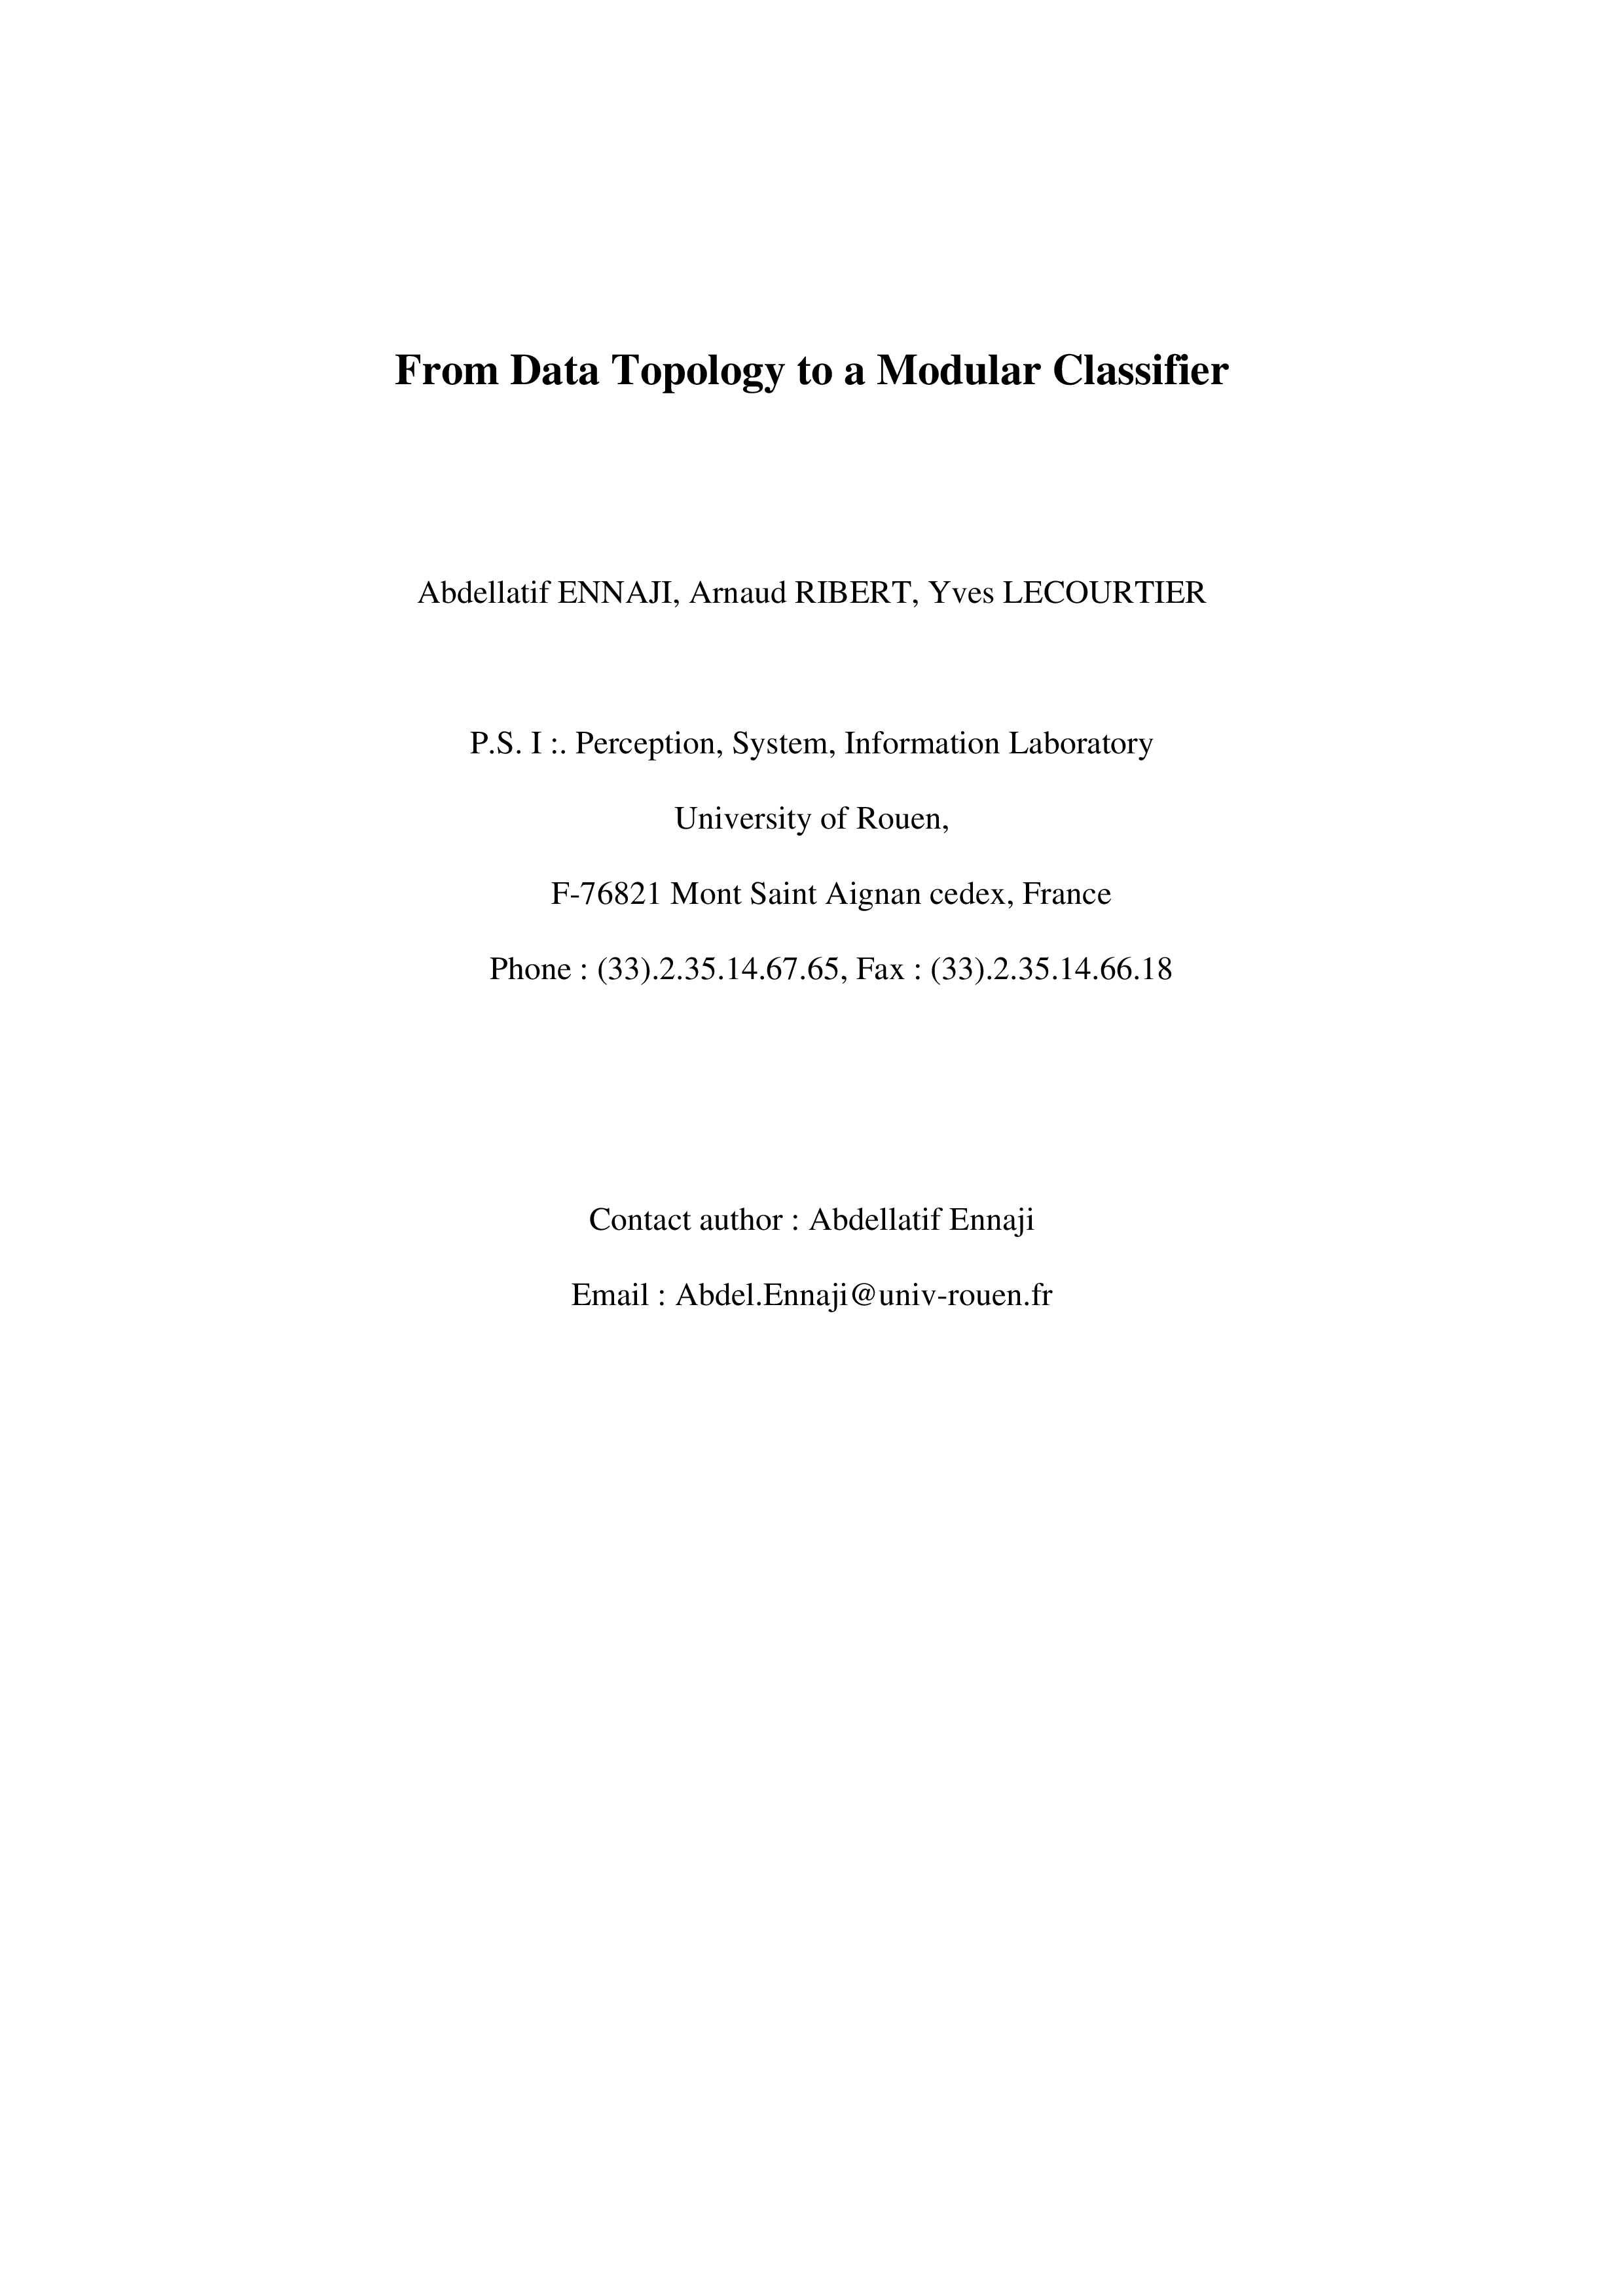 From Data Topology to a Modular Classifier
Abdellatif ENNAJI, Arnaud RIBERT, Yves LECOURTIER
P.S. I :. Perception, System, Information Laboratory
University of Rouen,
F-76821 Mont Saint Aignan cedex, France
Phone : (33).2.35.14.67.65, Fax : (33).2.35.14.66.18
Contact author : Abdellatif Ennaji
Email : Abdel.Ennaji@univ-rouen.fr